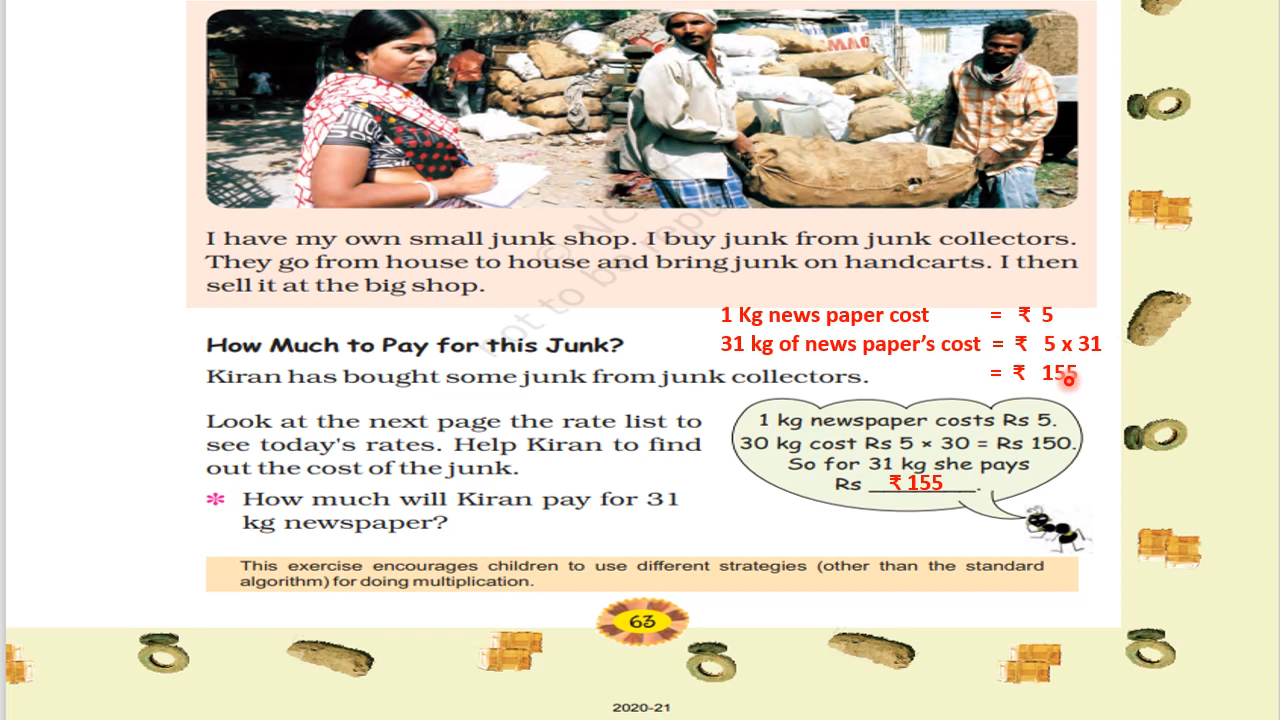 MAC
I have my own small junk shop. I buy junk from junk collectors.
They go from house to house and bring junk on handcarts. I then
sell it at the big shop.
1 Kg news paper cost = ₹ 5
How Much to Pay for this Junk?
31 kg of news paper’s cost = ₹ 5 x 31
Kiran has bought some junk from junk collectors.
= ₹ 155
Look at the next page the rate list to
see today's rates. Help Kiran to find
out the cost of the junk.
* How much will Kiran pay for 31
kg newspaper?
1 kg newspaper costs Rs 5.
30 kg cost Rs 5 × 30 = Rs 150.
So for 31 kg she pays
Rs ₹ 155.
This exercise encourages children to use different strategies (other than the standard
algorithm) for doing multiplication.
63
2020-21